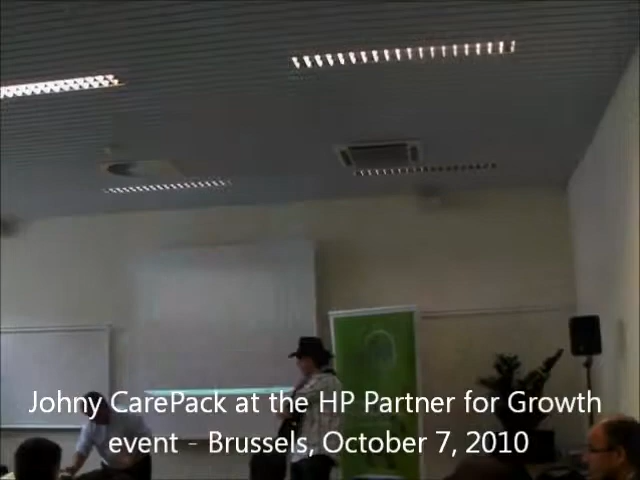 Johny CarePack at the HP Partner for Growth
event - Brussels, October 7, 2010